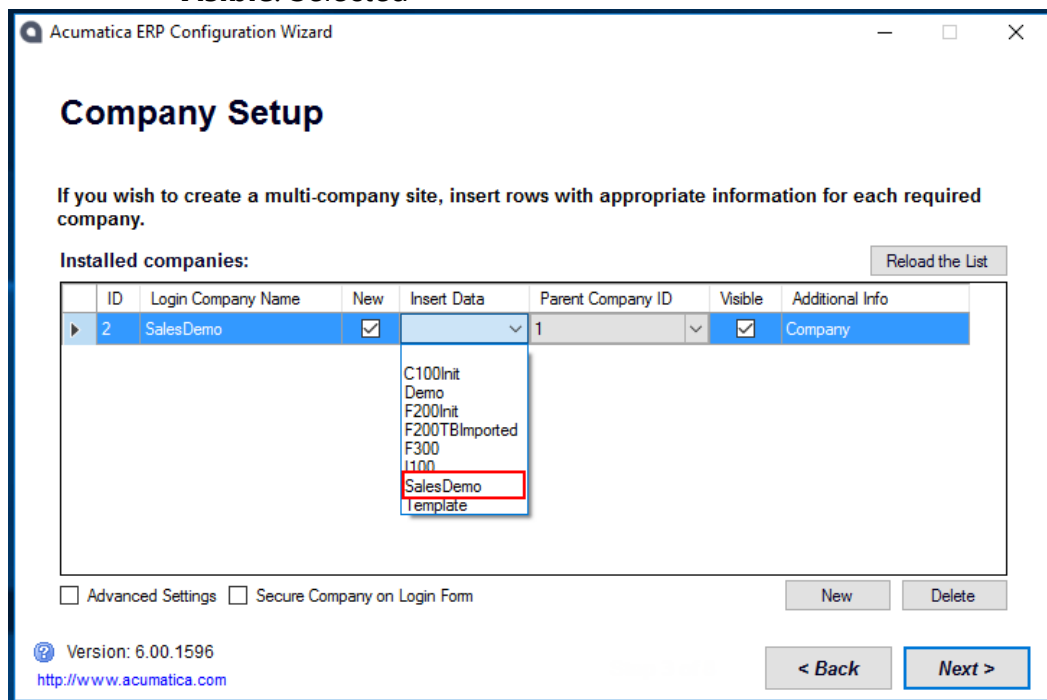 Visible: Selected
Acumatica ERP Configuration Wizard
Company Setup
If you wish to create a multi-company site, insert rows with appropriate information for each required
company.
Installed companies:
Reload the List
ID Login Company Name New Insert Data Parent Company ID Visible Additional Info
2 SalesDemo 1 Company
C100Init
Demo
F200Init
F200TBImported
F300
I100
SalesDemo
Template
Advanced Settings Secure Company on Login Form New Delete
Version: 6.00.1596
http://www.acumatica.com
< Back Next >